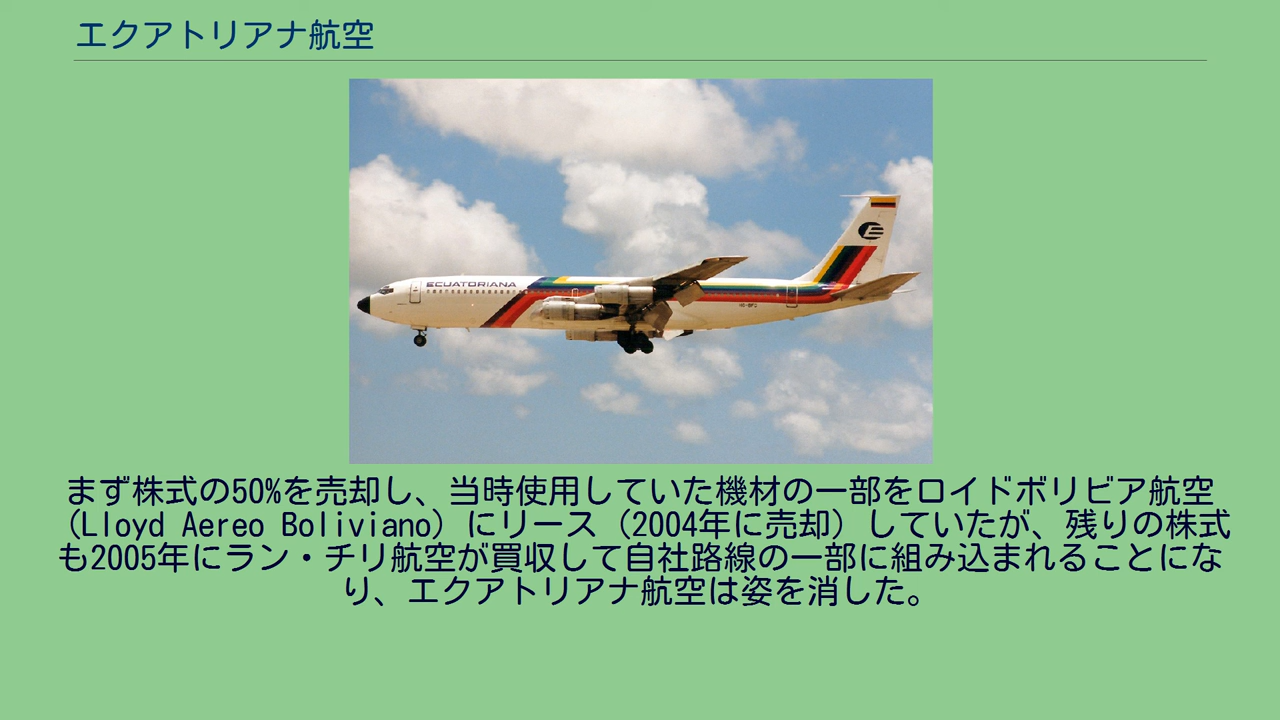 エクアトリアナ航空
ECUATORIANA
まず株式の50%を売却し、当時使用していた機材の一部をロイドボリビア航空
（Lloyd Aereo Boliviano）にリース（2004年に売却）していたが、残りの株式
も2005年にラン・チリ航空が買収して自社路線の一部に組み込まれることにな
り、エクアトリアナ航空は姿を消した。